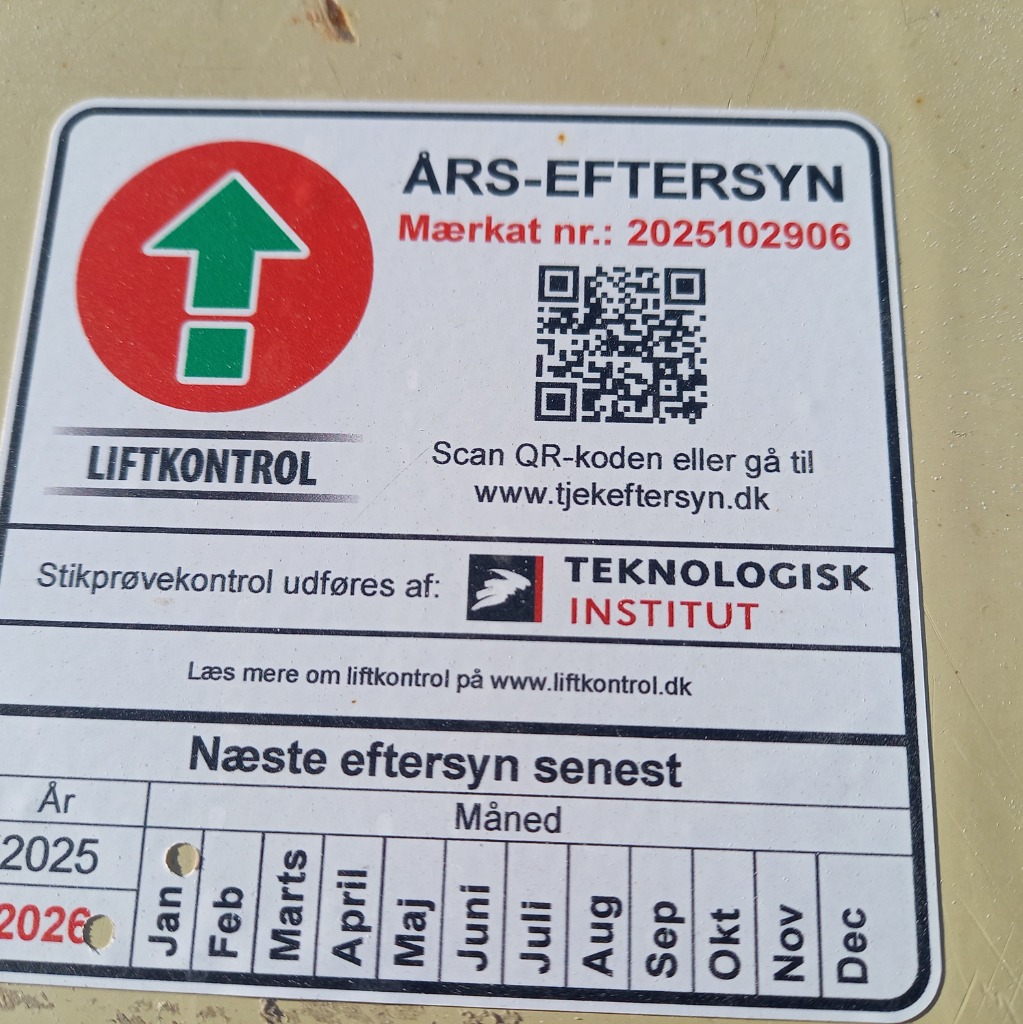 ÅRS-EFTERSYN
Mærkat nr.: 2025102906
LIFTKONTROL
Scan QR-koden eller gå til
www.tjekeftersyn.dk
Stikprøvekontrol udføres af:
TEKNOLOGISK
INSTITUT
Læs mere om liftkontrol på www.liftkontrol.dk
Næste eftersyn senest
År
Måned
2025
2026
Jan Feb Marts April Maj Juni Juli Aug Sep Okt Nov Dec